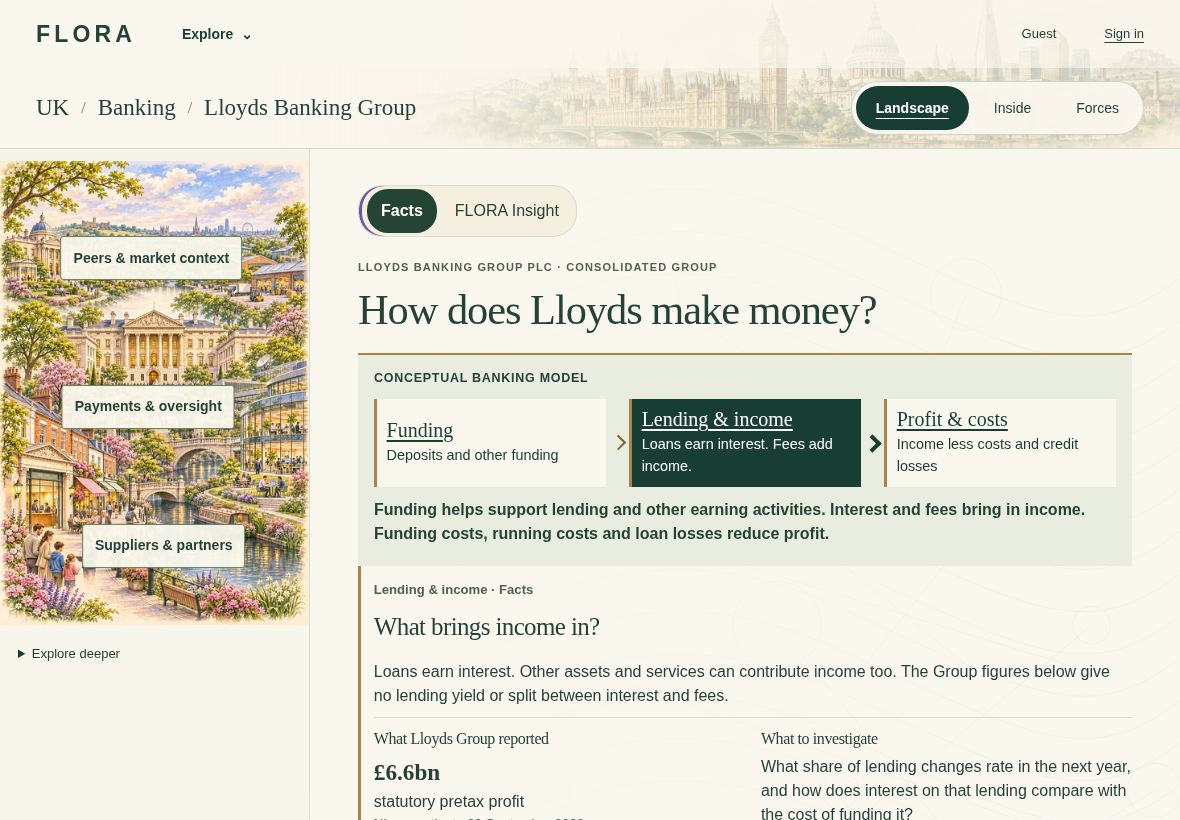 FLORA
Explore
Guest
Sign in
UK / Banking / Lloyds Banking Group
Landscape
Inside
Forces
Peers & market context
Payments & oversight
Suppliers & partners
Explore deeper
Facts
FLORA Insight
LLOYDS BANKING GROUP PLC · CONSOLIDATED GROUP
How does Lloyds make money?
CONCEPTUAL BANKING MODEL
Funding
Deposits and other funding
Lending & income
Loans earn interest. Fees add
income.
Profit & costs
Income less costs and credit
losses
Funding helps support lending and other earning activities. Interest and fees bring in income.
Funding costs, running costs and loan losses reduce profit.
Lending & income · Facts
What brings income in?
Loans earn interest. Other assets and services can contribute income too. The Group figures below give
no lending yield or split between interest and fees.
What Lloyds Group reported
£6.6bn
statutory pretax profit
What to investigate
What share of lending changes rate in the next year,
and how does interest on that lending compare with
the cost of funding it?